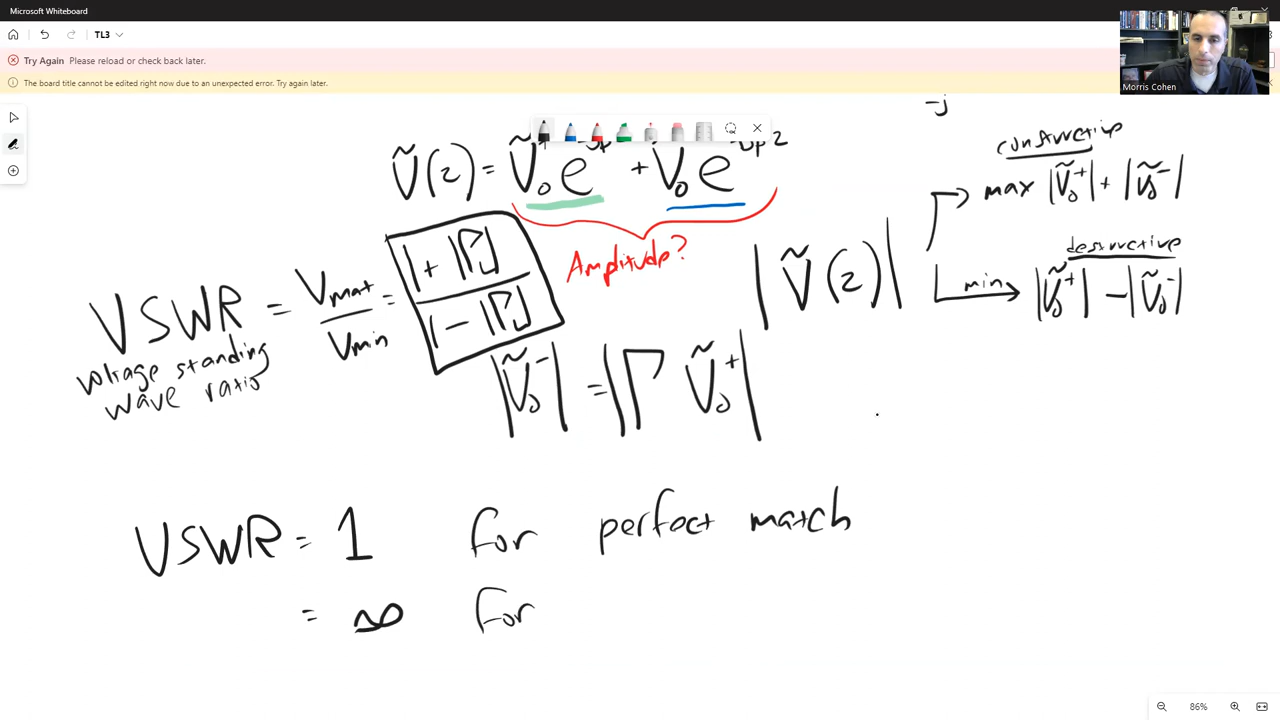 Microsoft Whiteboard
TL3
Try Again Please reload or check back later.
The board title cannot be edited right now due to an unexpected error. Try again later.
Morris Cohen
-j
Ṽ(z) = Ṽ₀⁺ e + Ṽ₀ e
Amplitude?
|Ṽ(z)|
constructive
max |Ṽ₀⁺| + |Ṽ₀⁻|
destructive
min |Ṽ₀⁺| - |Ṽ₀⁻|
VSWR = Vmax / Vmin = 1 + |Γ| / 1 - |Γ|
voltage standing
wave ratio
|Ṽ₀⁻| = |Γ Ṽ₀⁺|
VSWR = 1 for perfect match
= ∞ for
86%